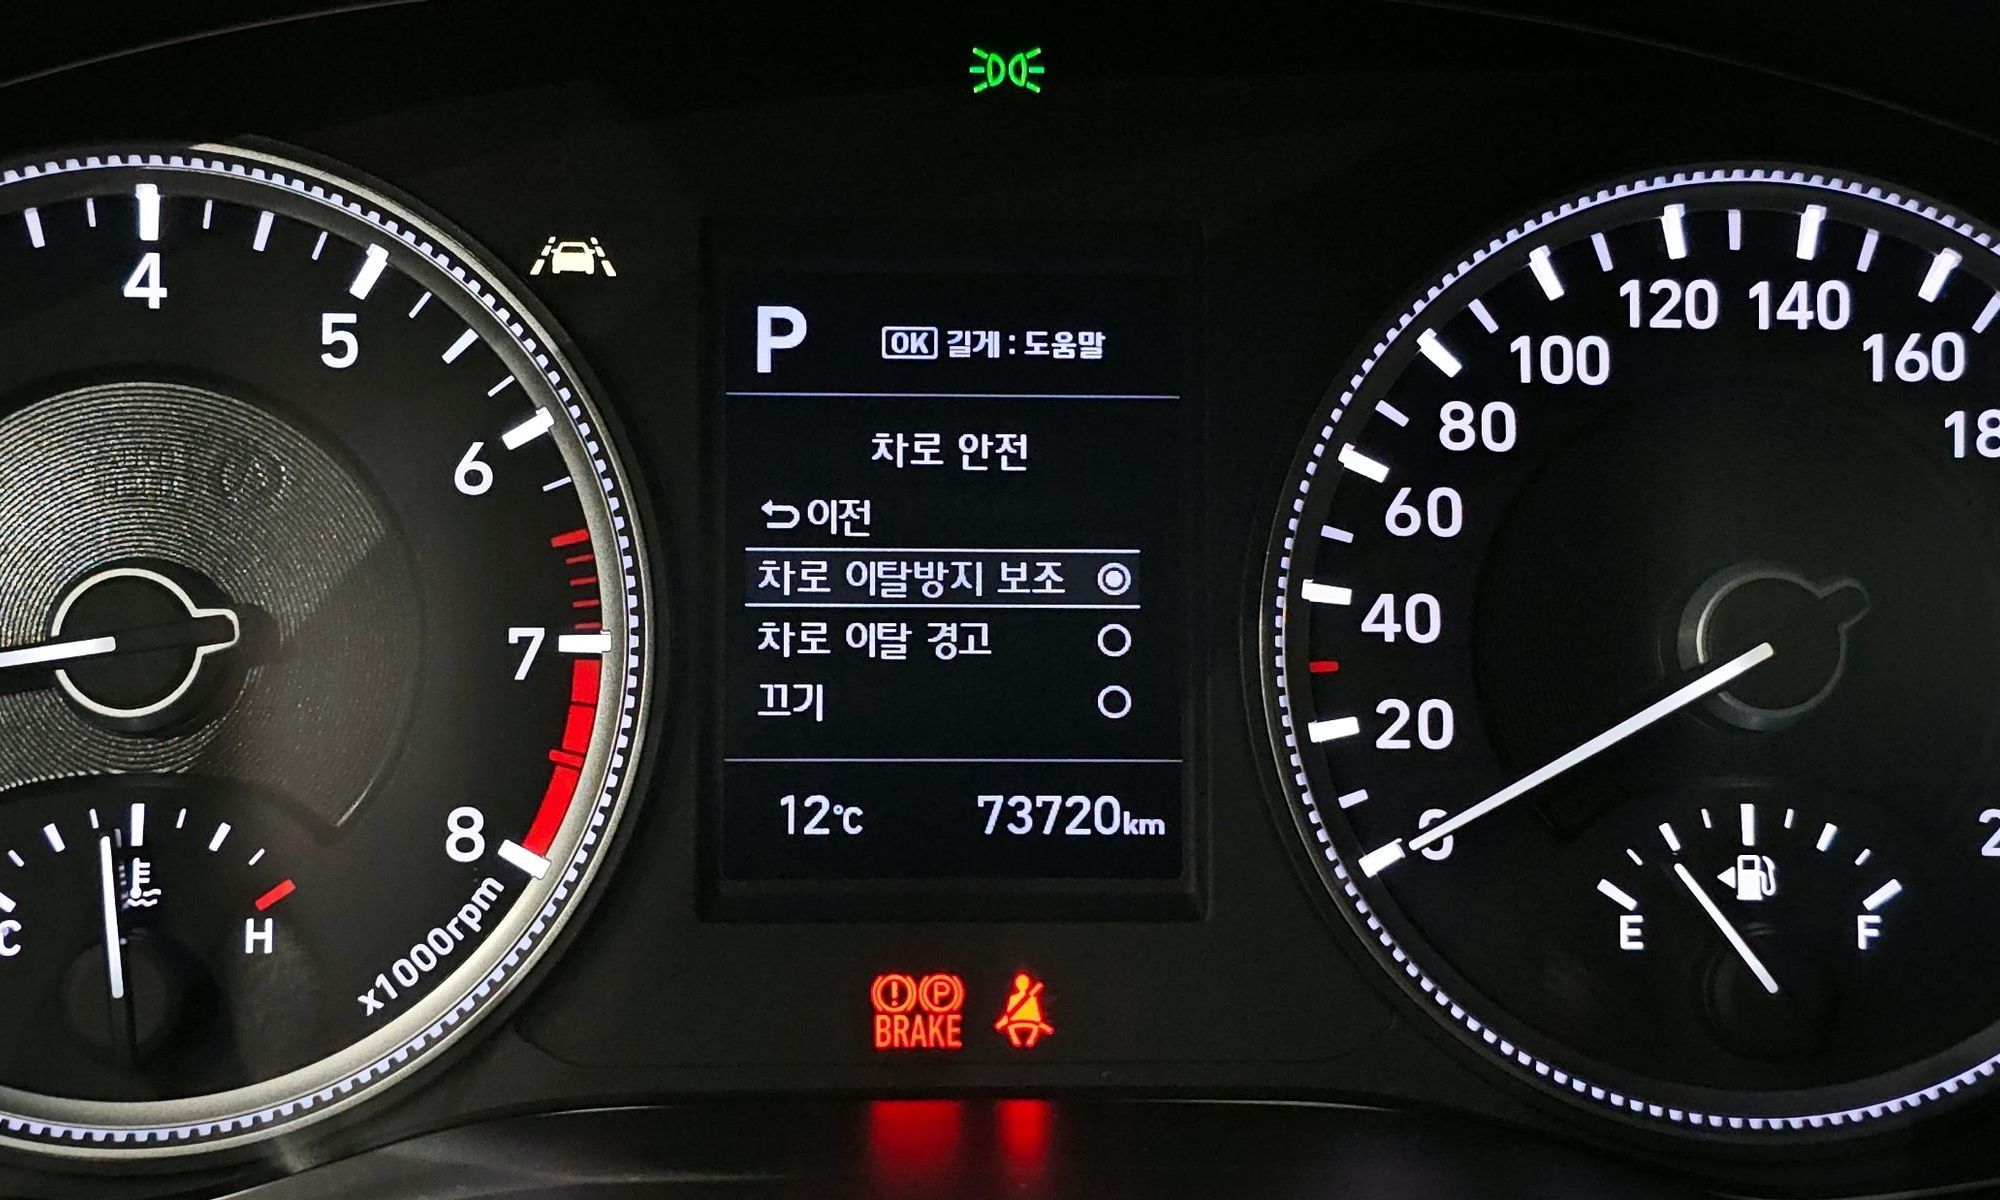 4
5
6
7
8
x1000rpm
C
H
P
OK 길게 : 도움말
차로 안전
이전
차로 이탈방지 보조
차로 이탈 경고
끄기
12℃ 73720km
P
BRAKE
0
20
40
60
80
100
120
140
160
E
F